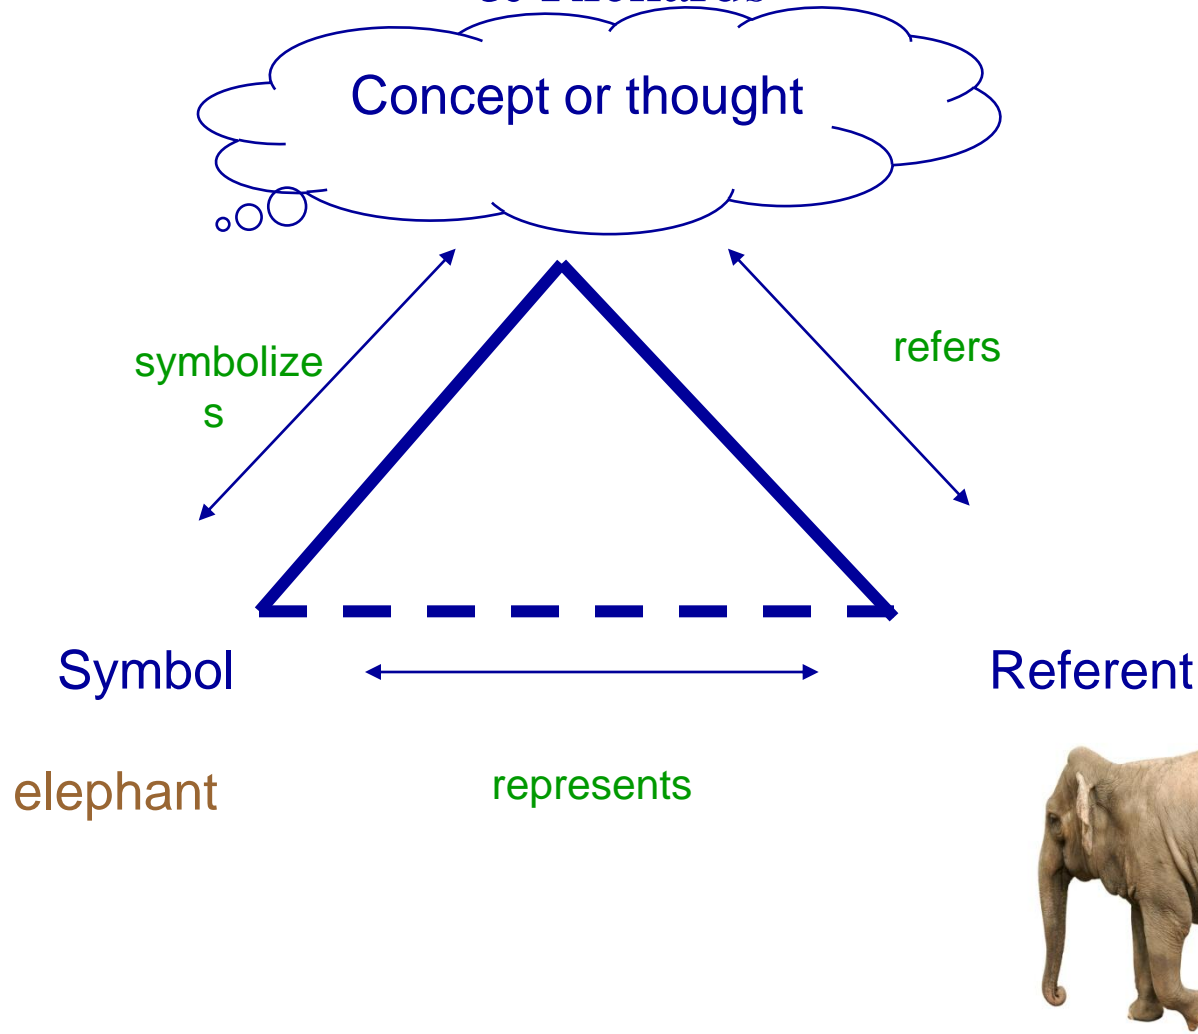 Concept or thought
refers
symbolize
s
Symbol
Referent
elephant
represents